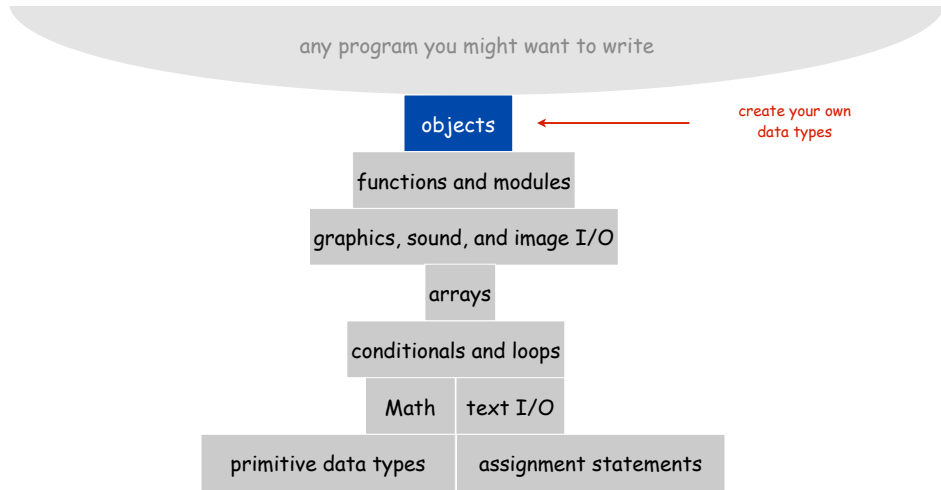 any program you might want to write
objects
create your own
data types
functions and modules
graphics, sound, and image I/O
arrays
conditionals and loops
Math
text I/O
primitive data types
assignment statements